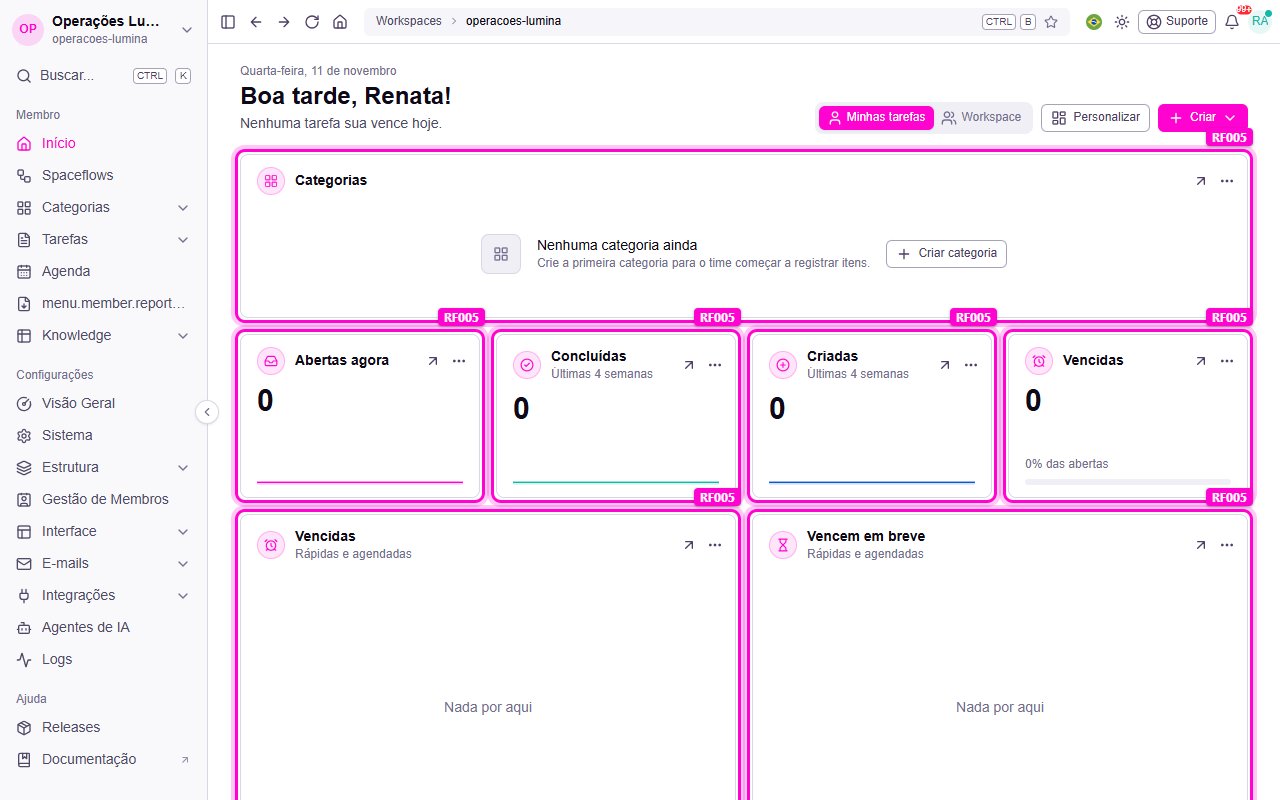 OP
Operações Lu...
operacoes-lumina
Buscar...
CTRL K
Membro
Início
Spaceflows
Categorias
Tarefas
Agenda
menu.member.report...
Knowledge
Configurações
Visão Geral
Sistema
Estrutura
Gestão de Membros
Interface
E-mails
Integrações
Agentes de IA
Logs
Ajuda
Releases
Documentação
Workspaces > operacoes-lumina
CTRL B
Suporte
99+
RA
Quarta-feira, 11 de novembro
Boa tarde, Renata!
Nenhuma tarefa sua vence hoje.
Minhas tarefas
Workspace
Personalizar
+ Criar
RF005
Categorias
Nenhuma categoria ainda
Crie a primeira categoria para o time começar a registrar itens.
+ Criar categoria
RF005
RF005
RF005
RF005
Abertas agora
0
Concluídas
Últimas 4 semanas
0
Criadas
Últimas 4 semanas
0
Vencidas
0
0% das abertas
RF005
RF005
Vencidas
Rápidas e agendadas
Nada por aqui
Vencem em breve
Rápidas e agendadas
Nada por aqui